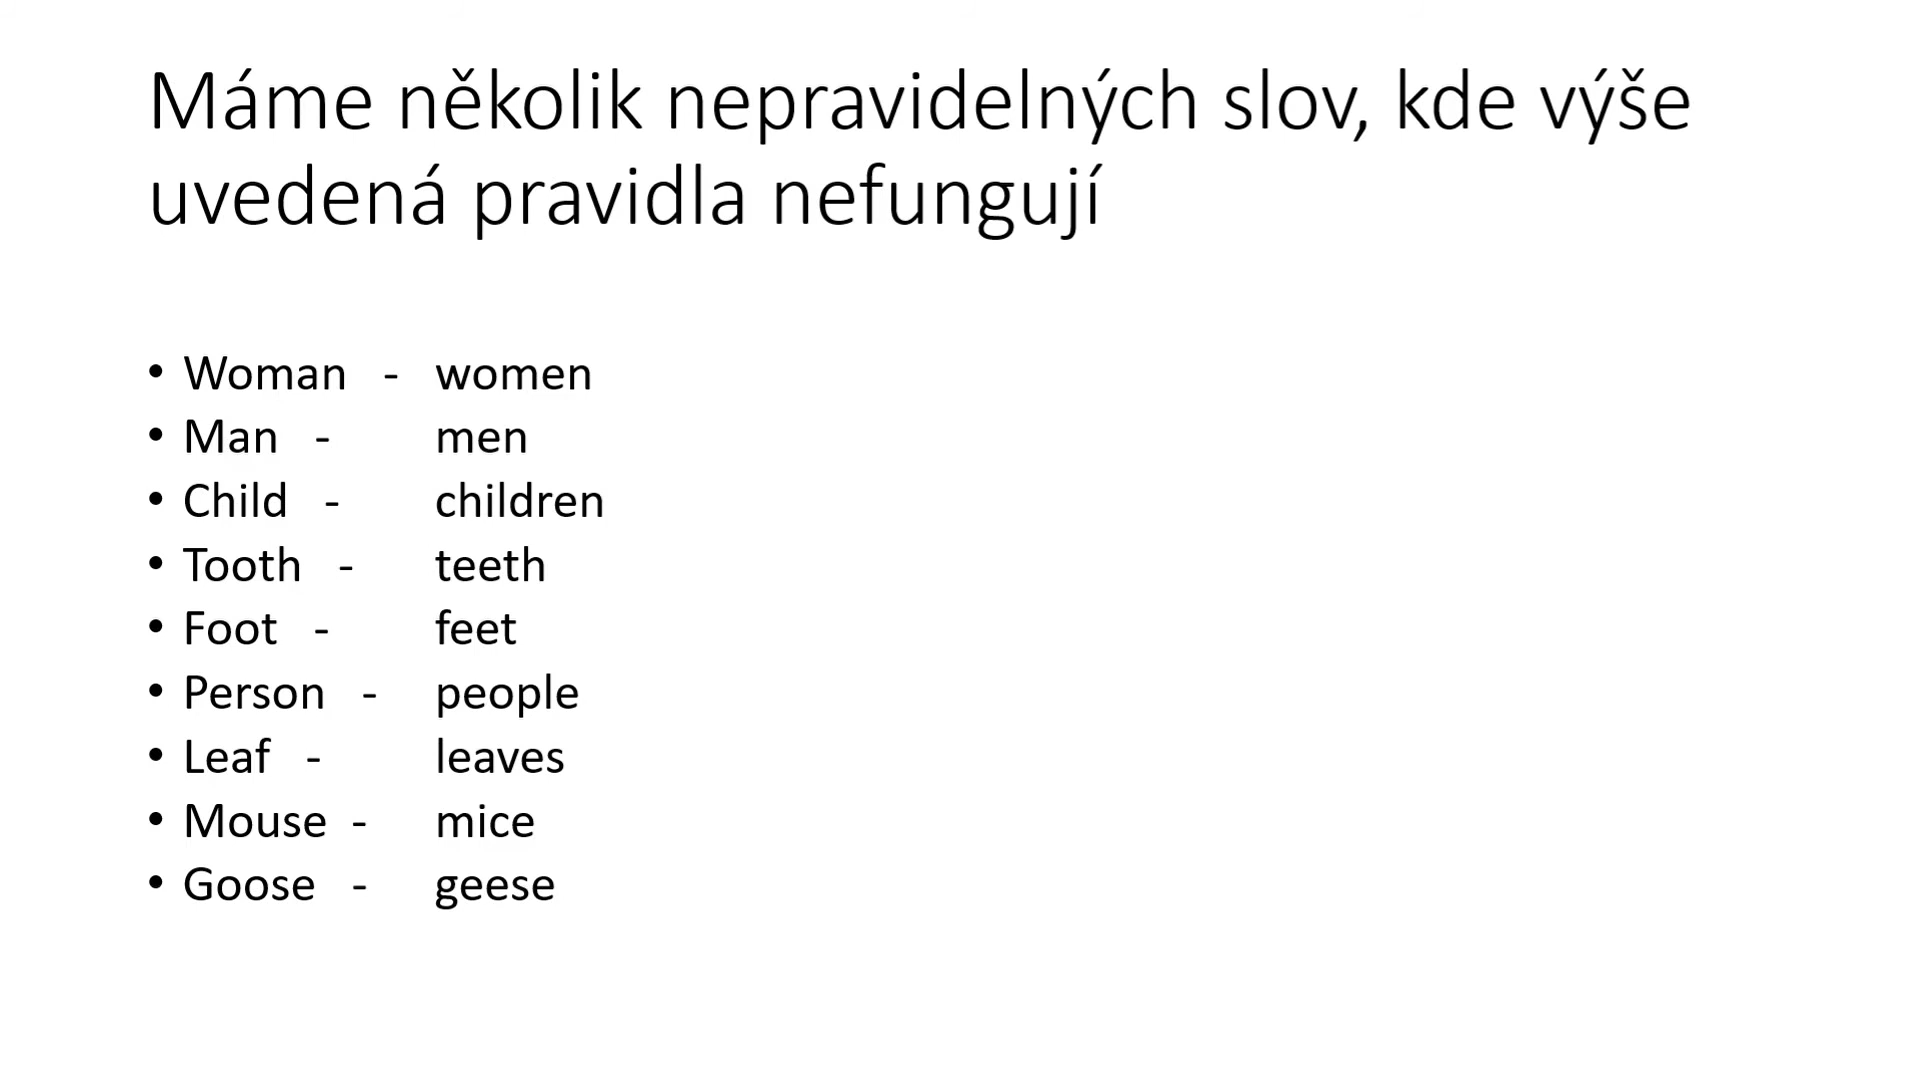 Máme několik nepravidelných slov, kde výše
uvedená pravidla nefungují
• Woman - women
• Man - men
• Child - children
• Tooth - teeth
• Foot - feet
• Person - people
• Leaf - leaves
• Mouse - mice
• Goose - geese